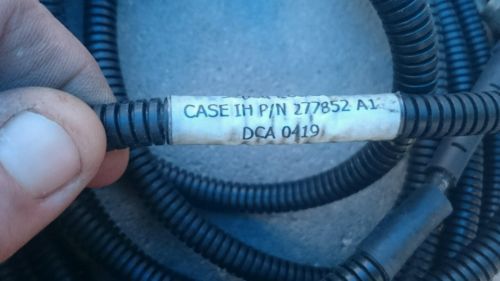 CASE IH P/N 277852 A1
DCA 0419